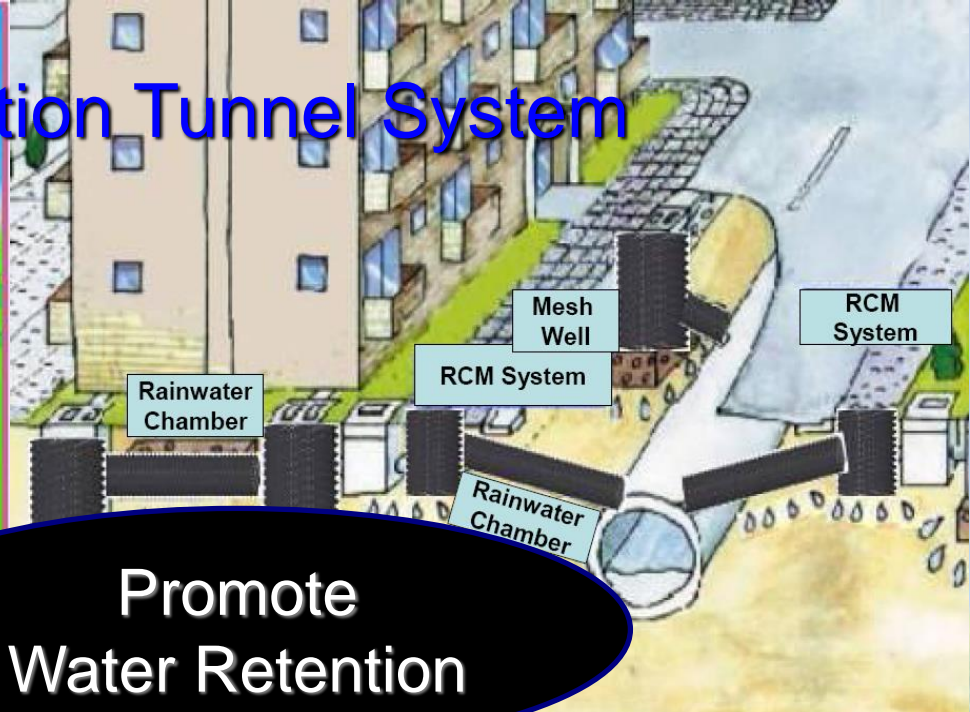 tion Tunnel System
Mesh
Well
RCM
System
RCM System
Rainwater
Chamber
Rainwater
Chamber
Promote
Water Retention